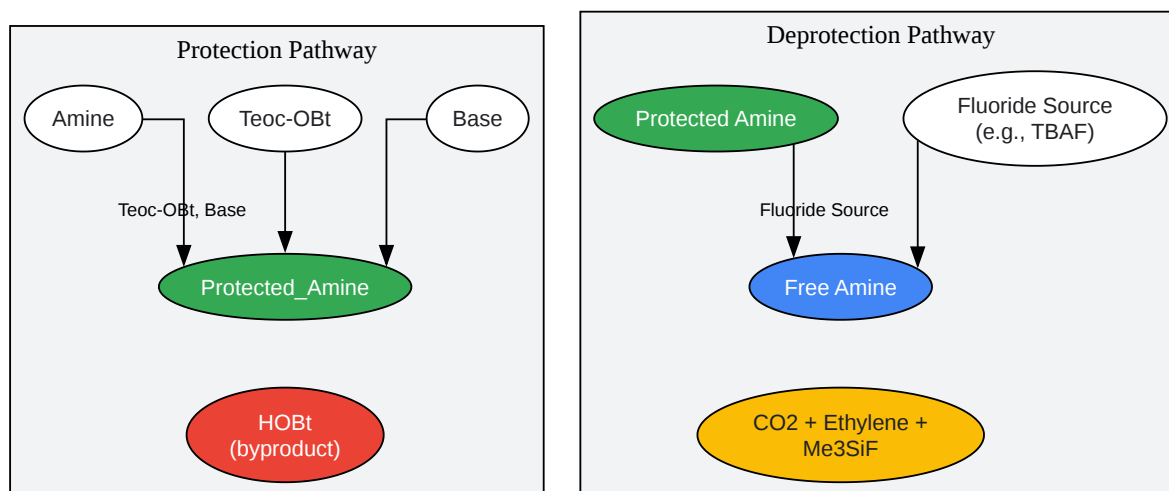 Protection Pathway
Amine
Teoc-OBt
Base
Teoc-OBt, Base
Protected_Amine
HOBt
(byproduct)
Deprotection Pathway
Protected Amine
Fluoride Source
(e.g., TBAF)
Fluoride Source
Free Amine
CO2 + Ethylene +
Me3SiF